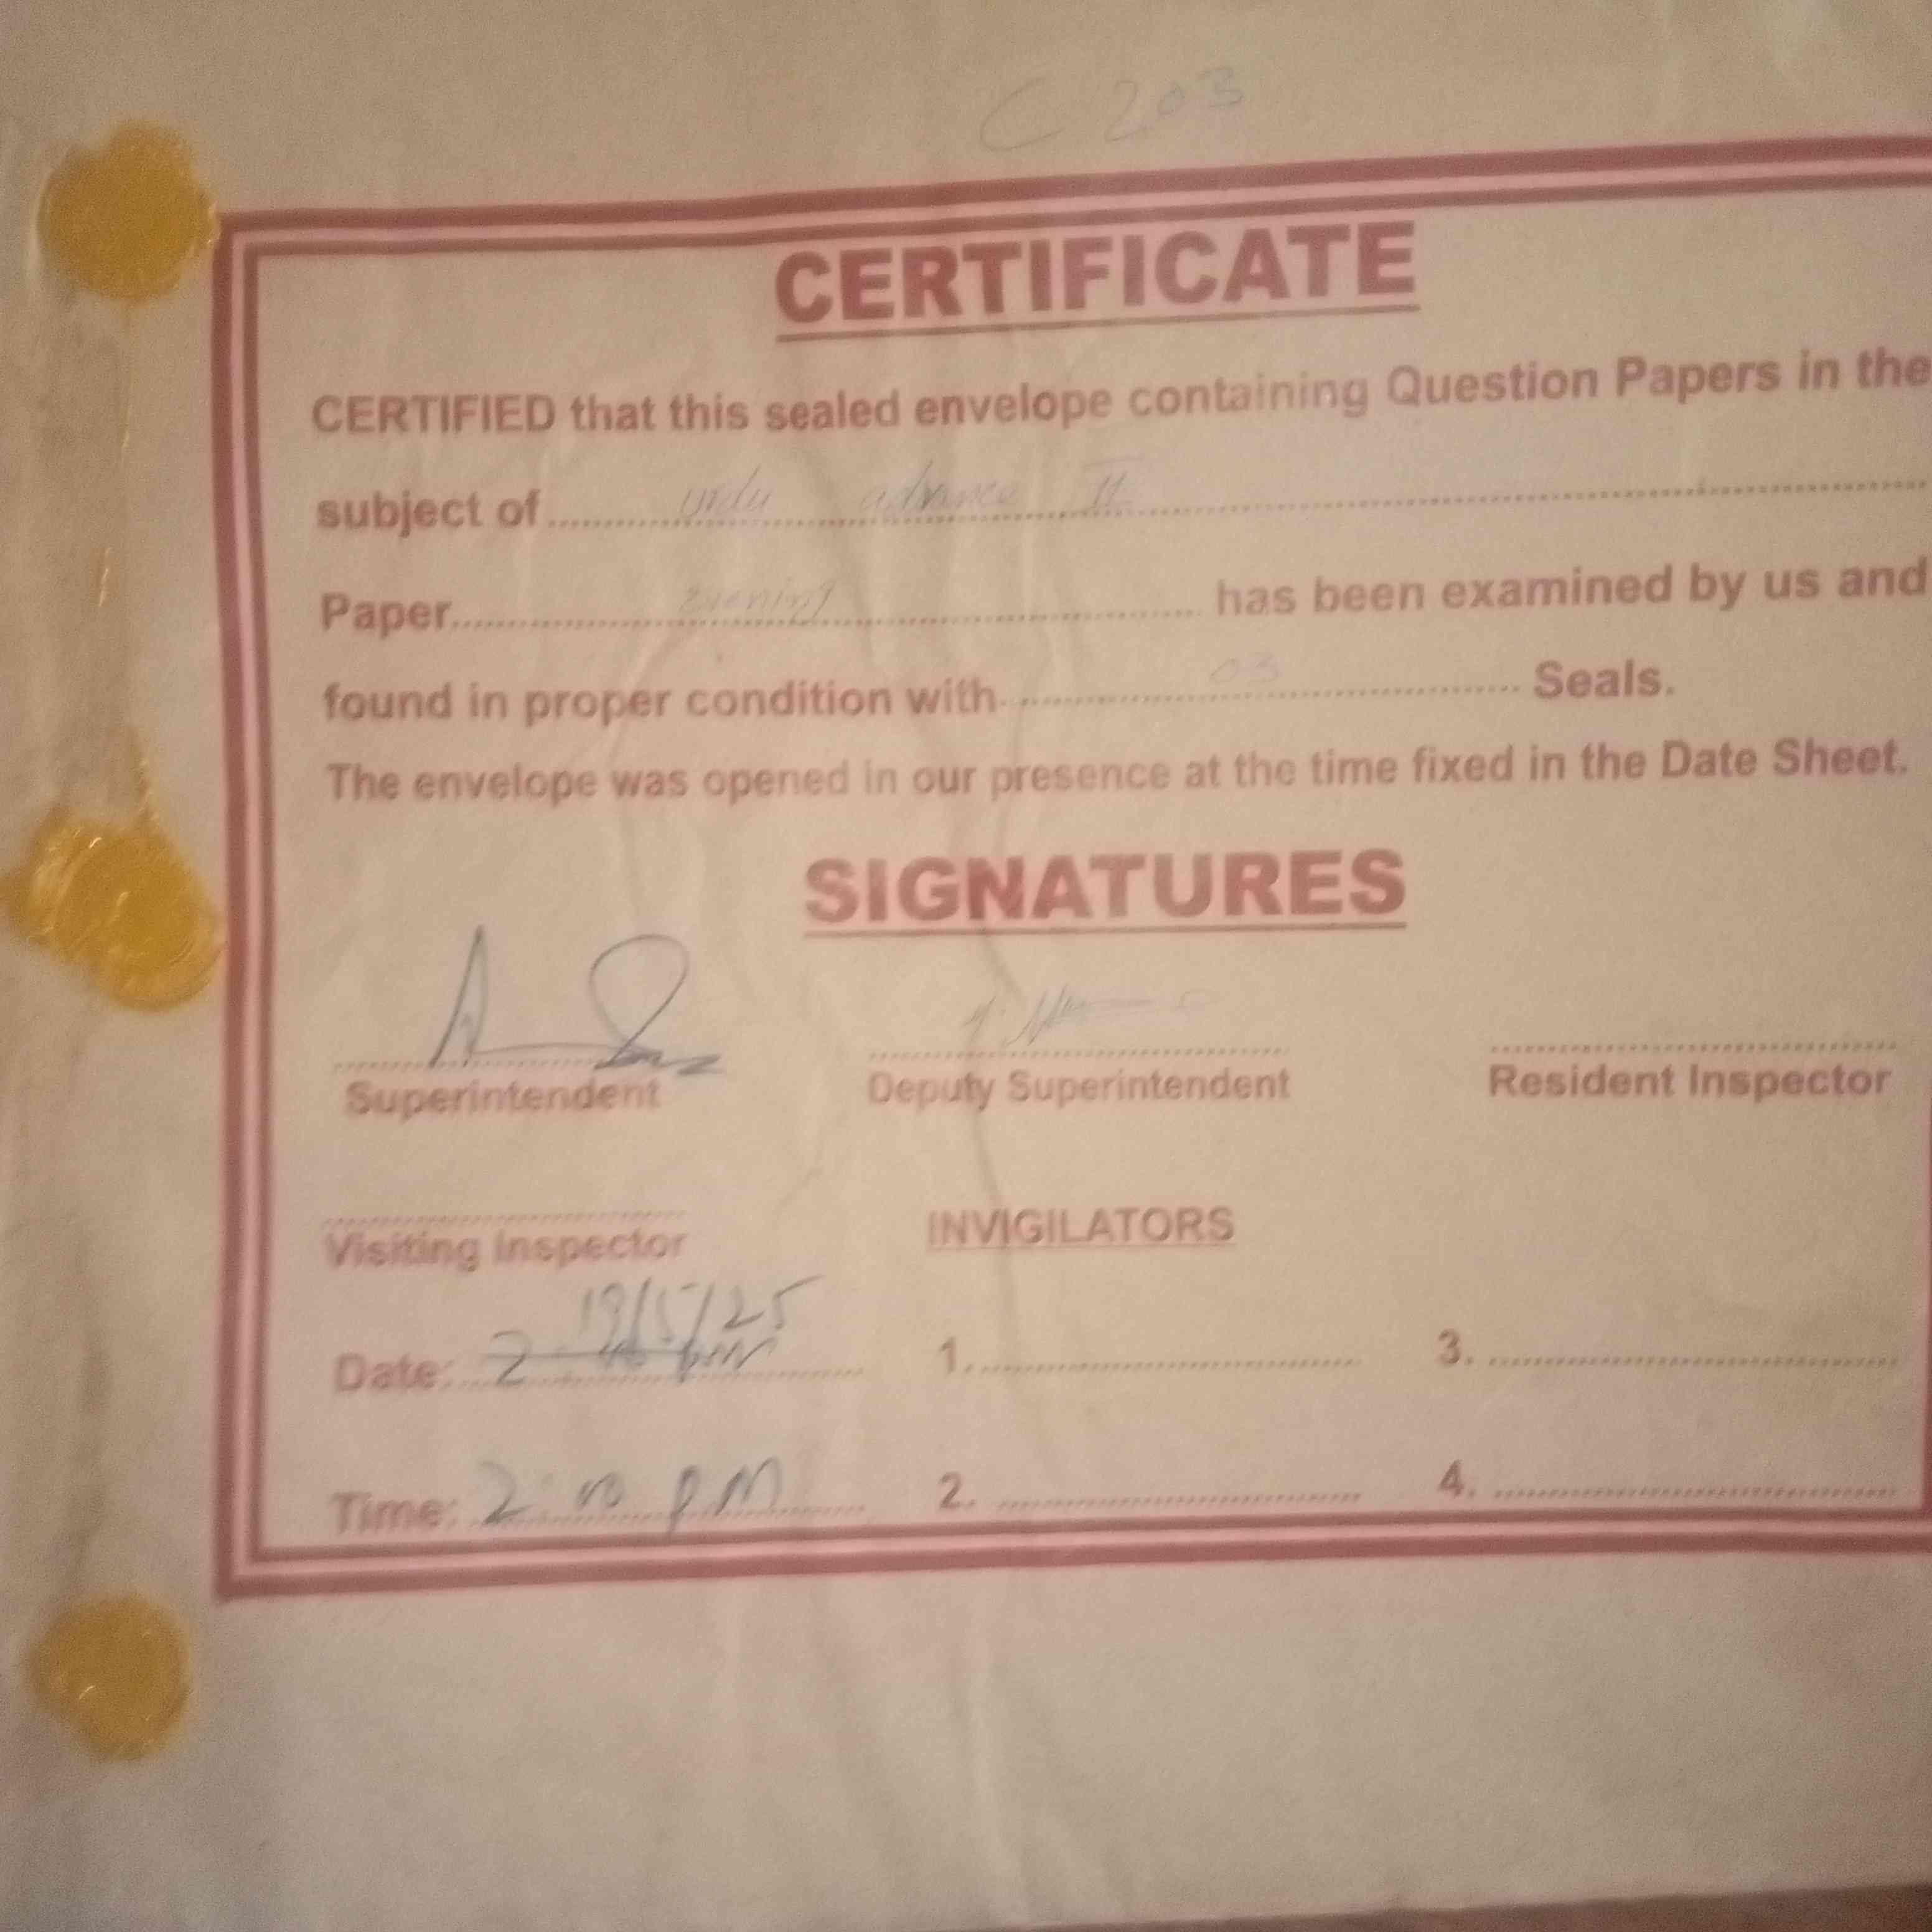 C 203
CERTIFICATE
CERTIFIED that this sealed envelope containing Question Papers in the
subject of urdu advance II
Paper evening has been examined by us and
found in proper condition with 03 Seals.
The envelope was opened in our presence at the time fixed in the Date Sheet.
SIGNATURES
Superintendent Deputy Superintendent Resident Inspector
Visiting Inspector INVIGILATORS
19/5/25
Date: 1. 3.
Time: 2:00 PM 2. 4.